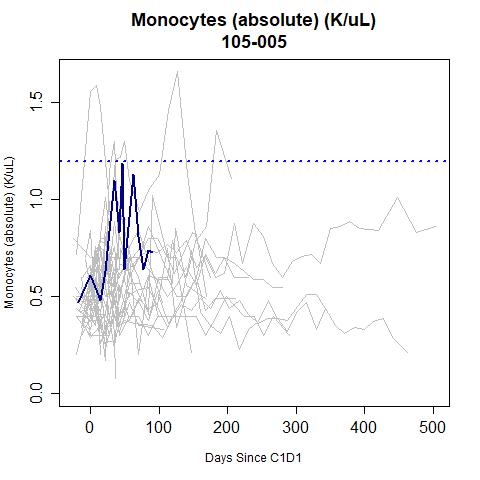 Monocytes (absolute) (K/uL)
105-005
1.5
1.0
0.5
0.0
Monocytes (absolute) (K/uL)
0 100 200 300 400 500
Days Since C1D1